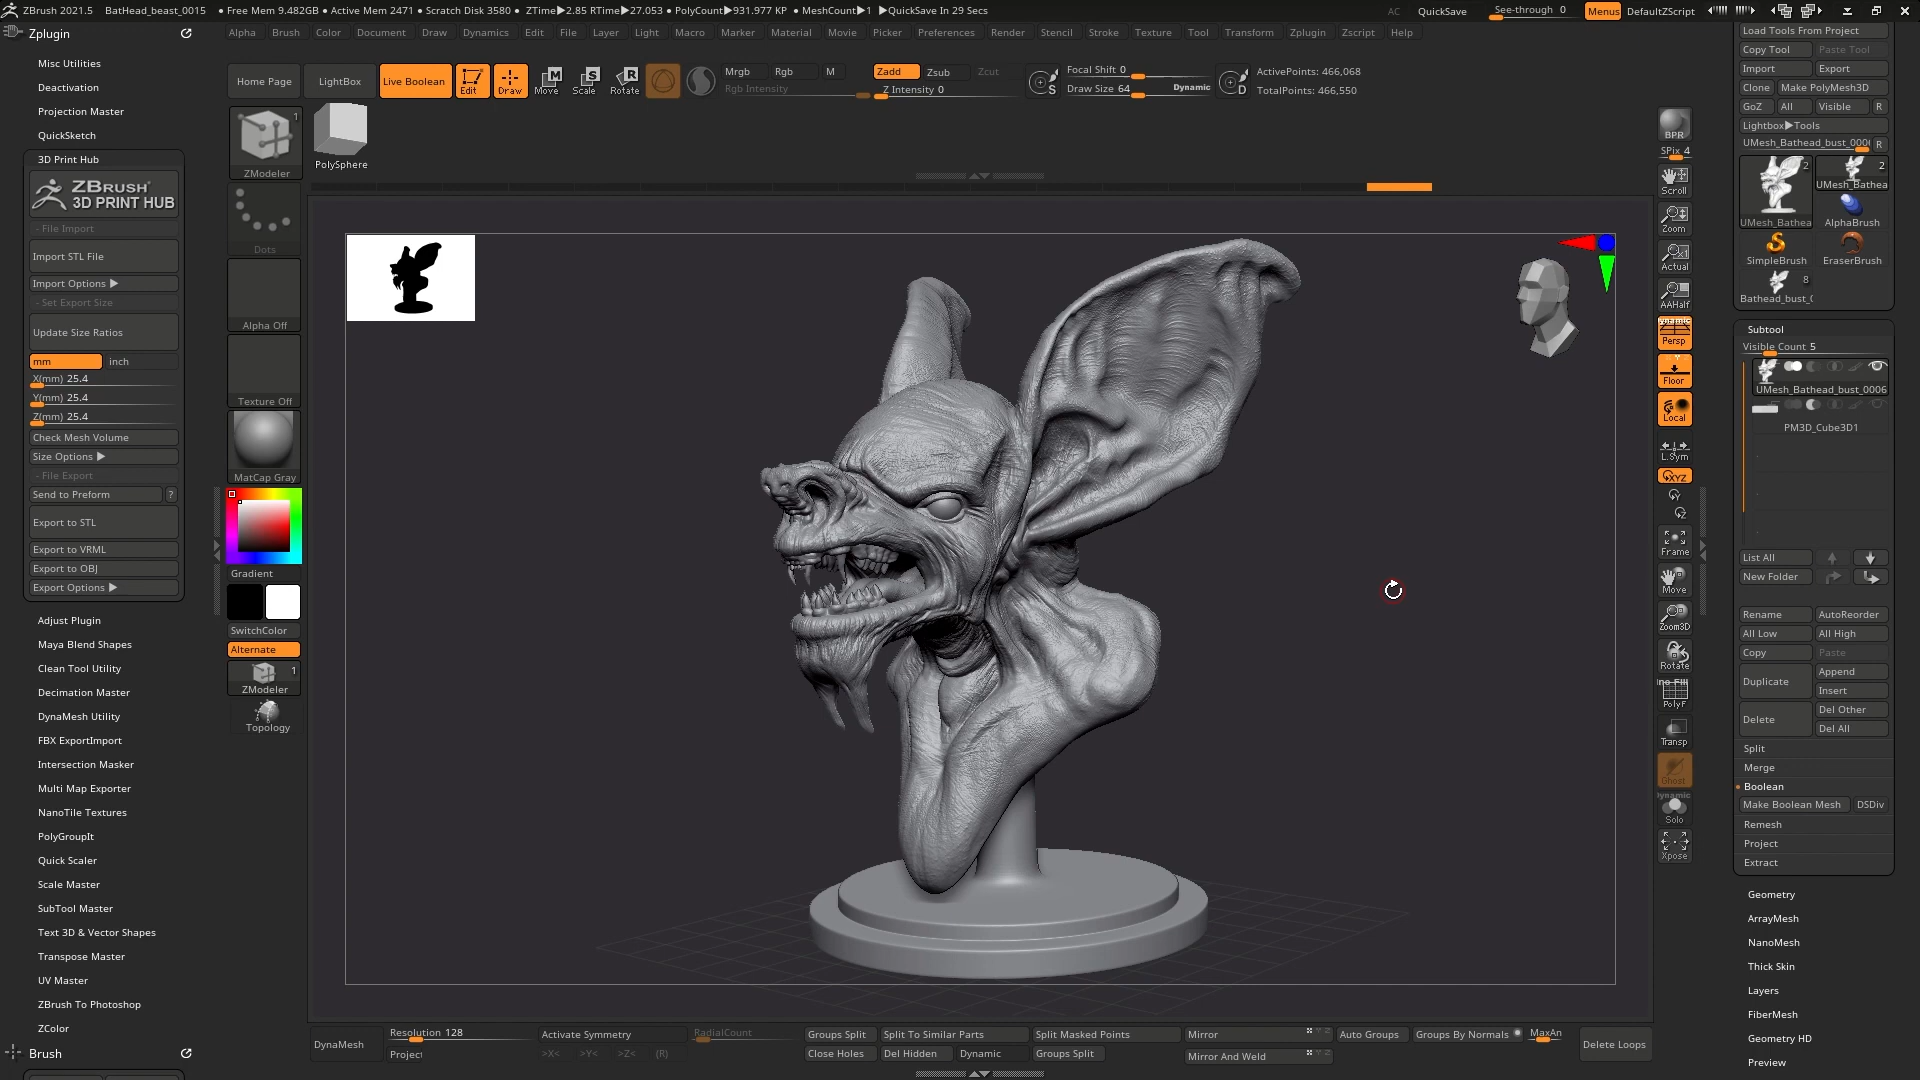 ZBrush 2021.5 BatHead_beast_0015 • Free Mem 9.482GB • Active Mem 2471 • Scratch Disk 3580 • ZTime▶2.85 RTime▶27.053 • PolyCount▶931.977 KP • MeshCount▶1 ▶QuickSave In 29 Secs AC QuickSave See-through 0 Menus DefaultZScript
Zplugin
Alpha Brush Color Document Draw Dynamics Edit File Layer Light Macro Marker Material Movie Picker Preferences Render Stencil Stroke Texture Tool Transform Zplugin Zscript Help
Misc Utilities
Deactivation
Projection Master
QuickSketch
3D Print Hub
ZBRUSH
3D PRINT HUB
- File Import
Import STL File
Import Options ▶
- Set Export Size
Update Size Ratios
mm inch
X(mm) 25.4
Y(mm) 25.4
Z(mm) 25.4
Check Mesh Volume
Size Options ▶
- File Export
Send to Preform ?
Export to STL
Export to VRML
Export to OBJ
Export Options ▶
Adjust Plugin
Maya Blend Shapes
Clean Tool Utility
Decimation Master
DynaMesh Utility
FBX ExportImport
Intersection Masker
Multi Map Exporter
NanoTile Textures
PolyGroupIt
Quick Scaler
Scale Master
SubTool Master
Text 3D & Vector Shapes
Transpose Master
UV Master
ZBrush To Photoshop
ZColor
Brush
Home Page LightBox Live Boolean Edit Draw Move Scale Rotate
Mrgb Rgb M
Rgb Intensity
Zadd Zsub Zcut
Z Intensity 0
Focal Shift 0
Draw Size 64 Dynamic
ActivePoints: 466,068
TotalPoints: 466,550
1
ZModeler
PolySphere
Dots
Alpha Off
Texture Off
MatCap Gray
Gradient
SwitchColor
Alternate
1
ZModeler
Topology
BPR
SPix 4
Scroll
Zoom
Actual
AAHalf
Dynamic
Persp
Floor
Local
L.Sym
XYZ
Frame
Move
Zoom3D
Rotate
PolyF
Transp
Ghost
Dynamic
Solo
Xpose
Load Tools From Project
Copy Tool Paste Tool
Import Export
Clone Make PolyMesh3D
GoZ All Visible R
Lightbox▶Tools
R
2 2
UMesh_Bathea
UMesh_Bathea AlphaBrush
SimpleBrush EraserBrush
8
Bathead_bust_0
Subtool
Visible Count 5
UMesh_Bathead_bust_0006
PM3D_Cube3D1
List All
New Folder
Rename AutoReorder
All Low All High
Copy Paste
Duplicate Append
Insert
Delete Del Other
Del All
Split
Merge
Boolean
Make Boolean Mesh DSDiv
Remesh
Project
Extract
Geometry
ArrayMesh
NanoMesh
Thick Skin
Layers
FiberMesh
Geometry HD
Preview
DynaMesh
Resolution 128
Project
Activate Symmetry
>X< >Y< >Z< (R)
RadialCount
Groups Split Split To Similar Parts Split Masked Points Mirror Auto Groups Groups By Normals MaxAn
Close Holes Del Hidden Dynamic Groups Split Mirror And Weld Delete Loops